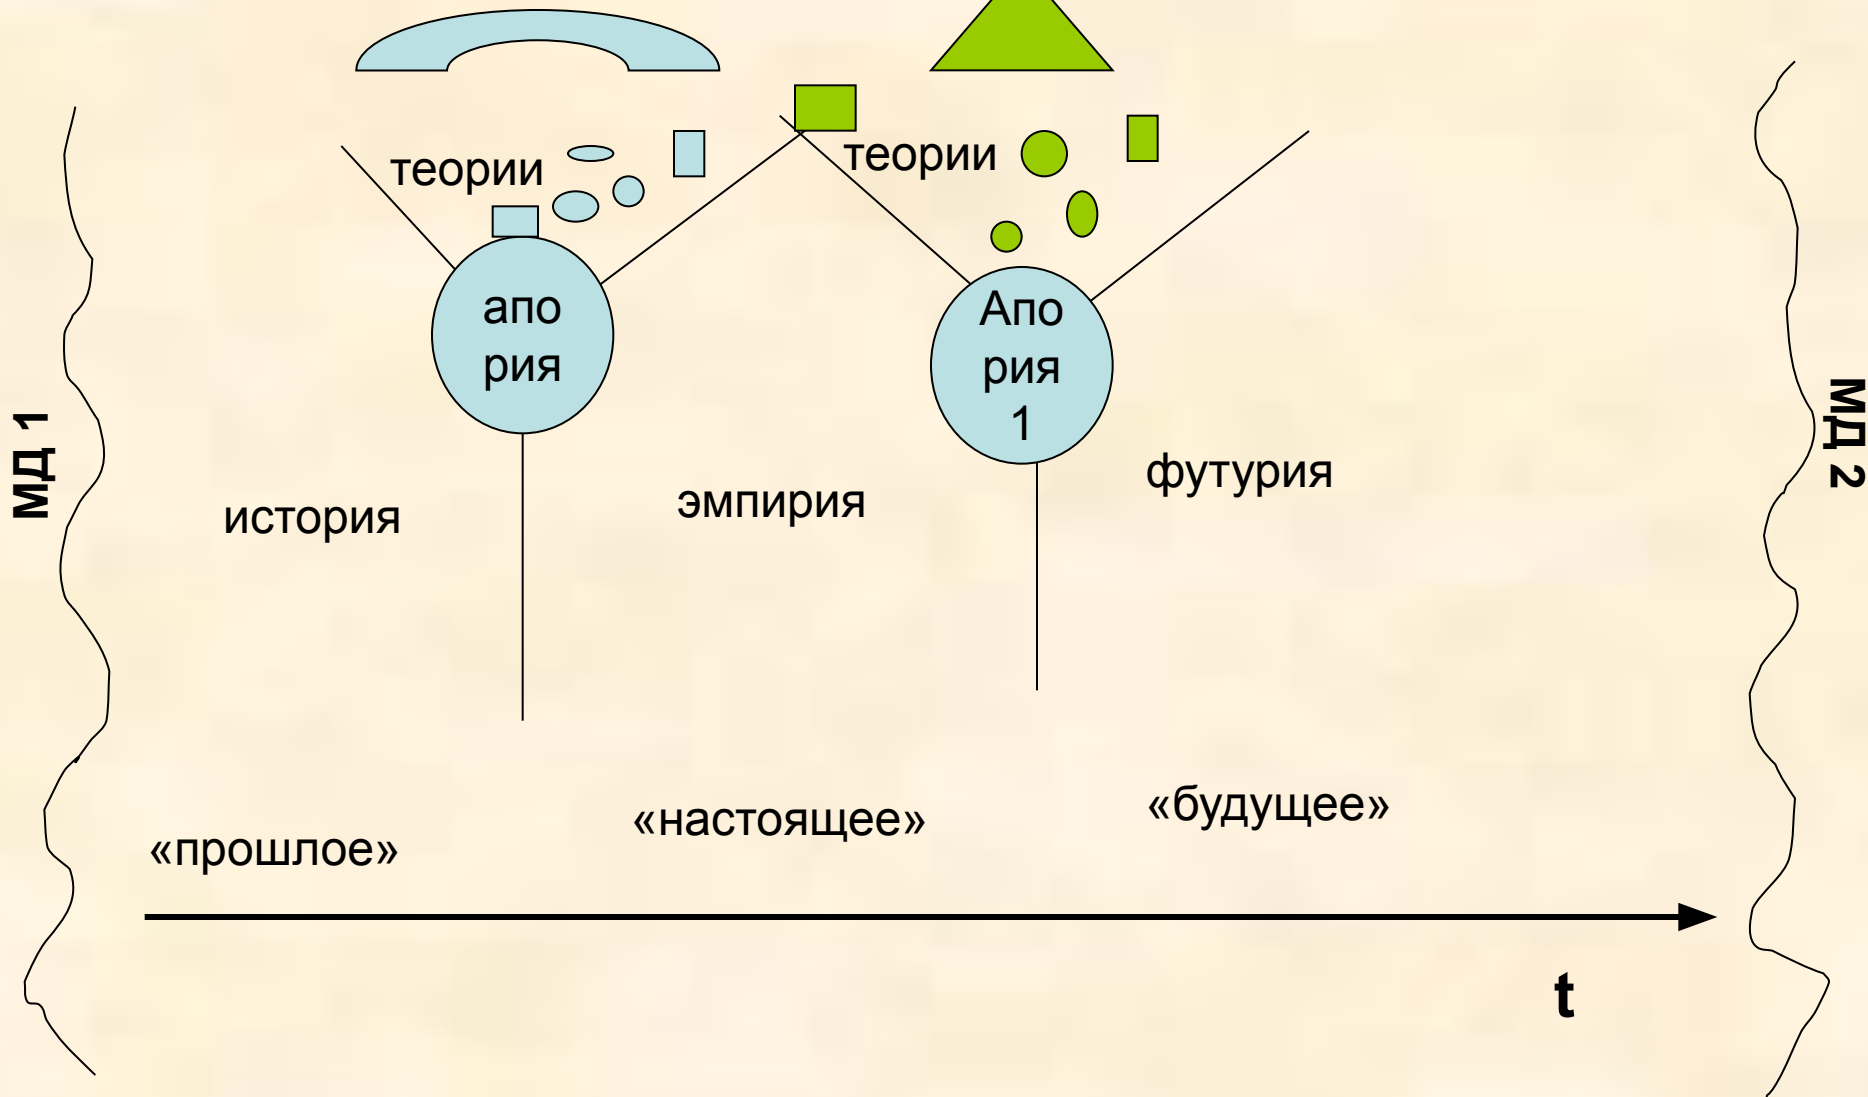 теории
теории
апо
рия
Апо
рия
1
МД 1
МД 2
история
эмпирия
футурия
«прошлое»
«настоящее»
«будущее»
t